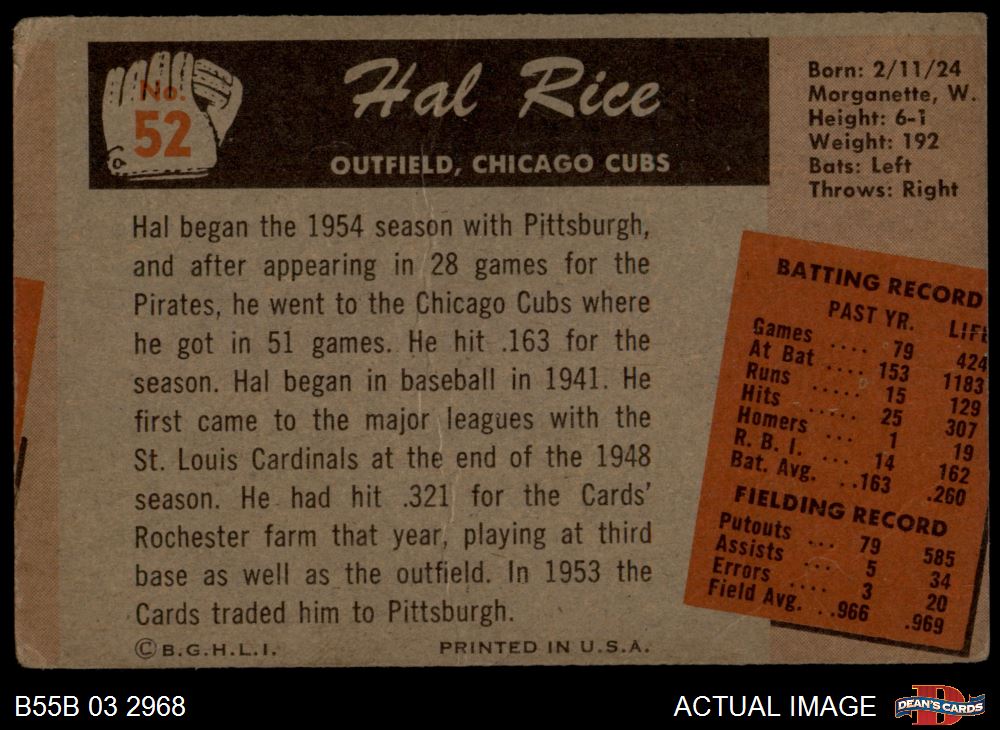 No. 52
Hal Rice
OUTFIELD, CHICAGO CUBS
Born: 2/11/24
Morganette, W.
Height: 6-1
Weight: 192
Bats: Left
Throws: Right
Hal began the 1954 season with Pittsburgh,
and after appearing in 28 games for the
Pirates, he went to the Chicago Cubs where
he got in 51 games. He hit .163 for the
season. Hal began in baseball in 1941. He
first came to the major leagues with the
St. Louis Cardinals at the end of the 1948
season. He had hit .321 for the Cards'
Rochester farm that year, playing at third
base as well as the outfield. In 1953 the
Cards traded him to Pittsburgh.
BATTING RECORD
PAST YR. LIFE
Games .... 79 424
At Bat .... 153 1183
Runs ..... 15 129
Hits ..... 25 307
Homers ... 1 19
R. B. I. ... 14 162
Bat. Avg. ..163 .260
FIELDING RECORD
Putouts ... 79 585
Assists ... 5 34
Errors .... 3 20
Field Avg. ..966 .969
©B.G.H.L.I. PRINTED IN U.S.A.
B55B 03 2968
ACTUAL IMAGE
D
DEAN'S CARDS